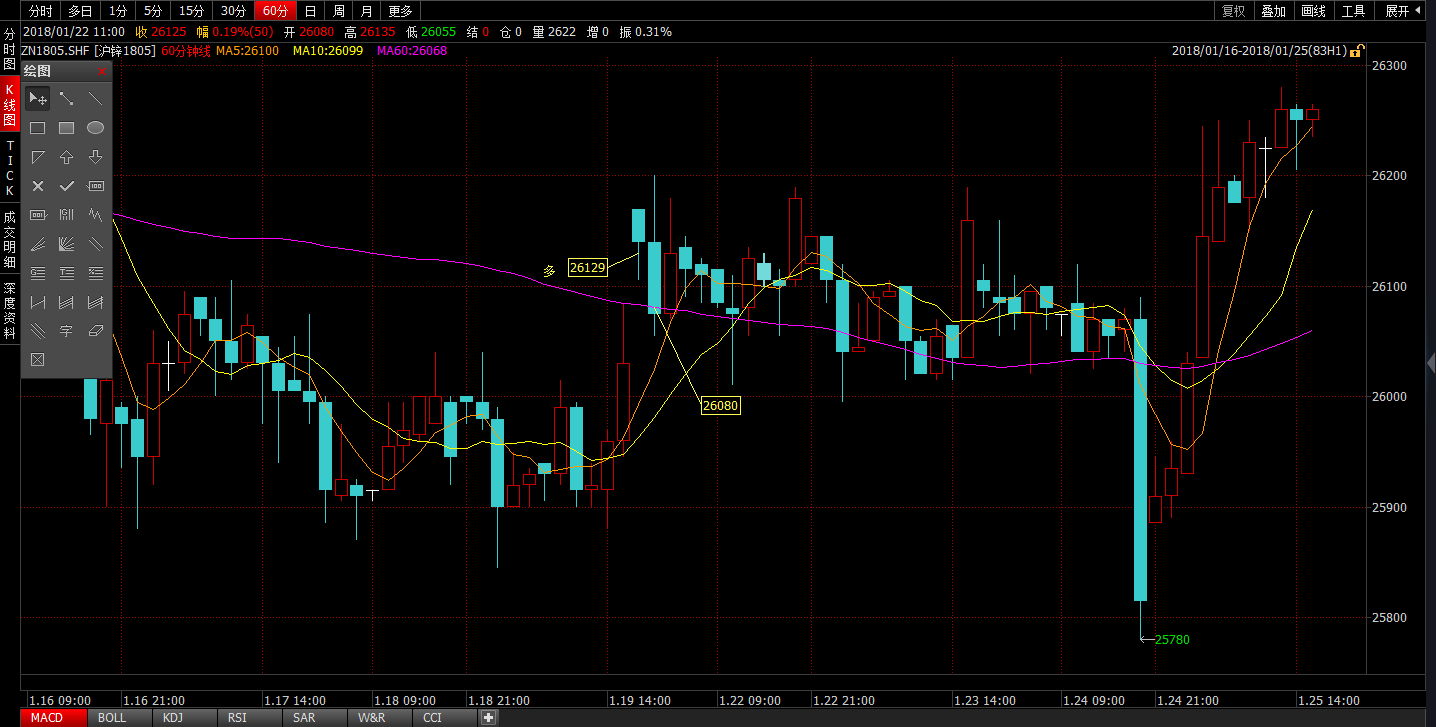 分时 多日 1分 5分 15分 30分 60分 日 周 月 更多 复权 叠加 画线 工具 展开
2018/01/22 11:00 收 26125 幅 0.19%(50) 开 26080 高 26135 低 26055 结 0 仓 0 量 2622 增 0 振 0.31%
ZN1805.SHF [沪锌1805] 60分钟线 MA5:26100 MA10:26099 MA60:26068 2018/01/16-2018/01/25(83H1)
分时图
K线图
TICK
成交明细
深度资料
绘图
字
26300
26200
26100
26000
25900
25800
多 26129
26080
25780
1.16 09:00 1.16 21:00 1.17 14:00 1.18 09:00 1.18 21:00 1.19 14:00 1.22 09:00 1.22 21:00 1.23 14:00 1.24 09:00 1.24 21:00 1.25 14:00
MACD BOLL KDJ RSI SAR W&R CCI